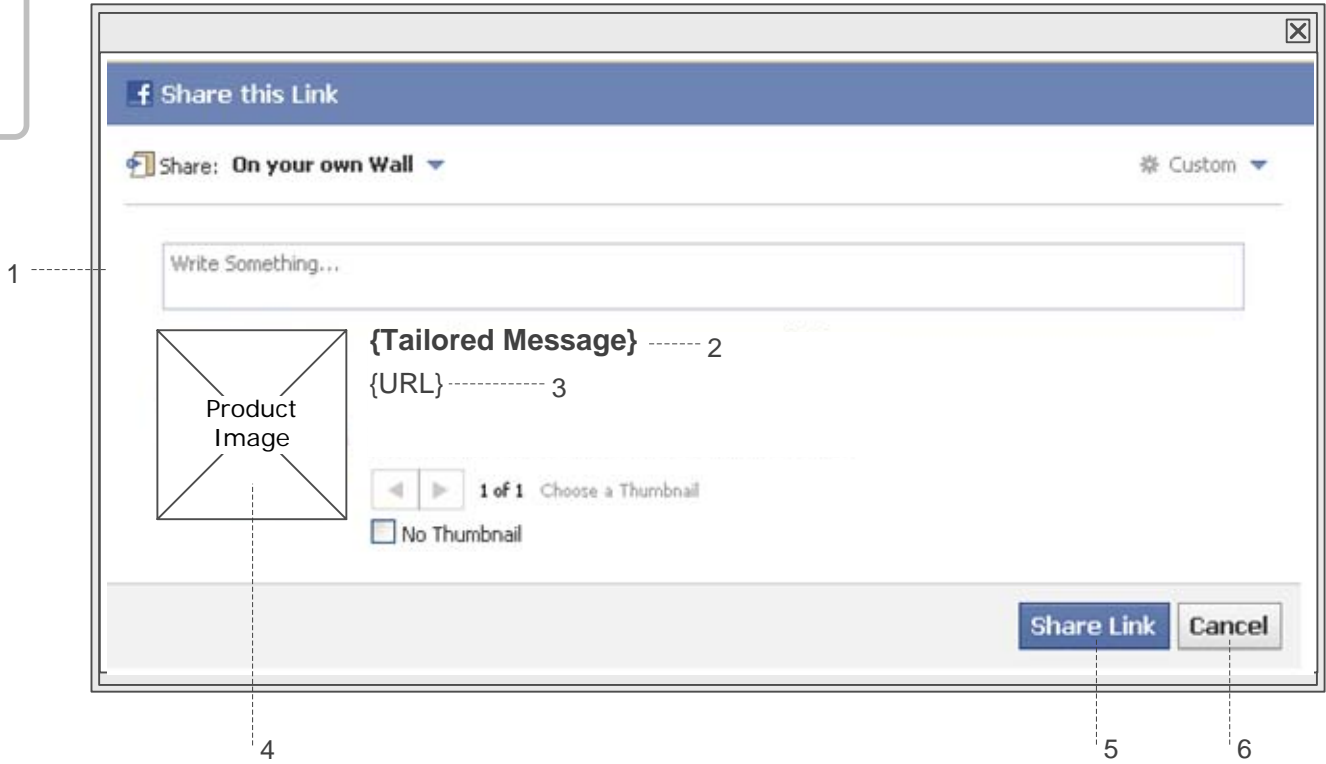 f Share this Link
Share: On your own Wall
Custom
1
Write Something...
{Tailored Message}
2
{URL}
3
Product
Image
1 of 1 Choose a Thumbnail
No Thumbnail
Share Link
Cancel
4
5
6